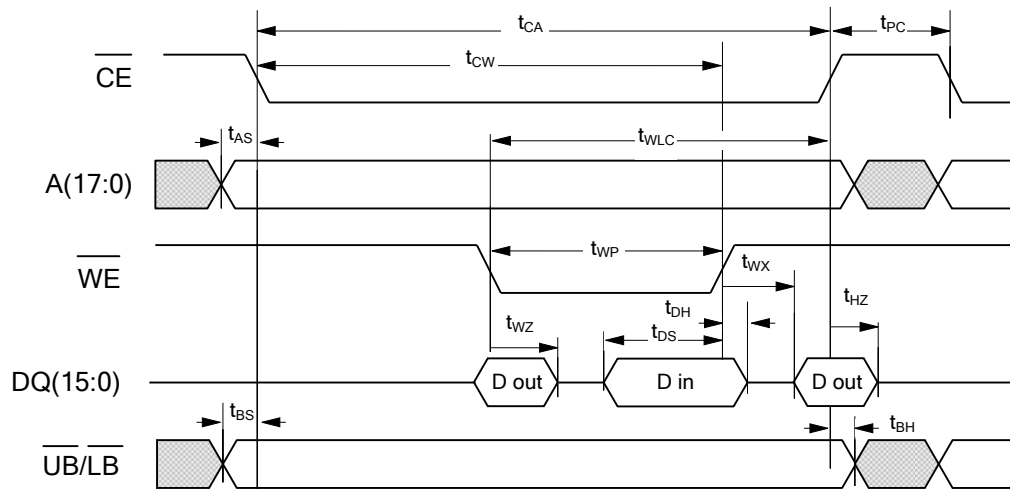 tCA
tPC
tCW
CE
tAS
tWLC
A(17:0)
tWP
WE
tWX
tDH
tHZ
tWZ
tDS
DQ(15:0)
D out
D in
D out
tBS
tBH
UB/LB